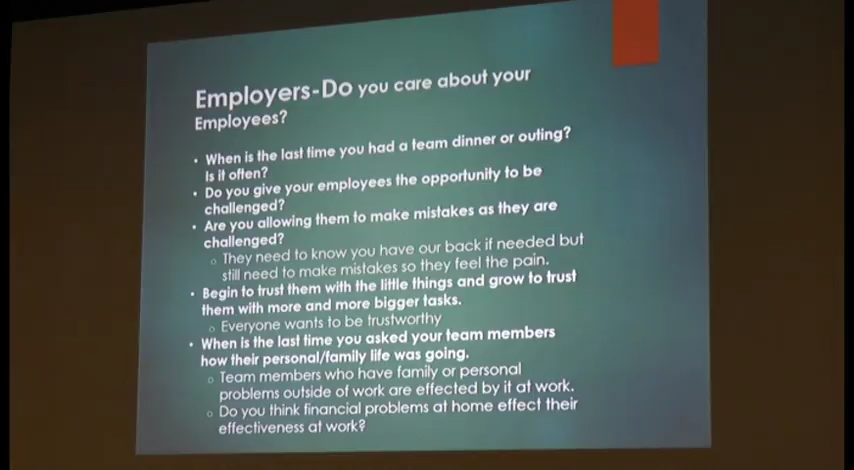 Employers-Do you care about your
Employees?
• When is the last time you had a team dinner or outing?
Is it often?
• Do you give your employees the opportunity to be
challenged?
• Are you allowing them to make mistakes as they are
challenged?
○ They need to know you have our back if needed but
still need to make mistakes so they feel the pain.
• Begin to trust them with the little things and grow to trust
them with more and more bigger tasks.
○ Everyone wants to be trustworthy
• When is the last time you asked your team members
how their personal/family life was going.
○ Team members who have family or personal
problems outside of work are effected by it at work.
○ Do you think financial problems at home effect their
effectiveness at work?